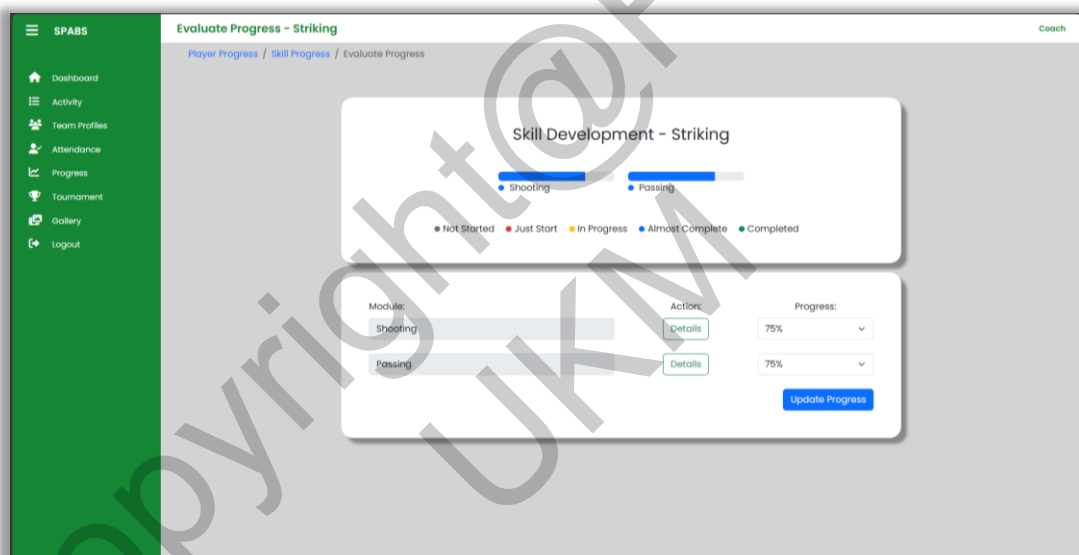 SPABS
Evaluate Progress - Striking
Coach
Player Progress / Skill Progress / Evaluate Progress
Dashboard
Activity
Team Profiles
Attendance
Progress
Tournament
Gallery
Logout
Skill Development - Striking
Shooting Passing
Not Started Just Start In Progress Almost Complete Completed
Module: Action: Progress:
Shooting Details 75%
Passing Details 75%
Update Progress
UKM